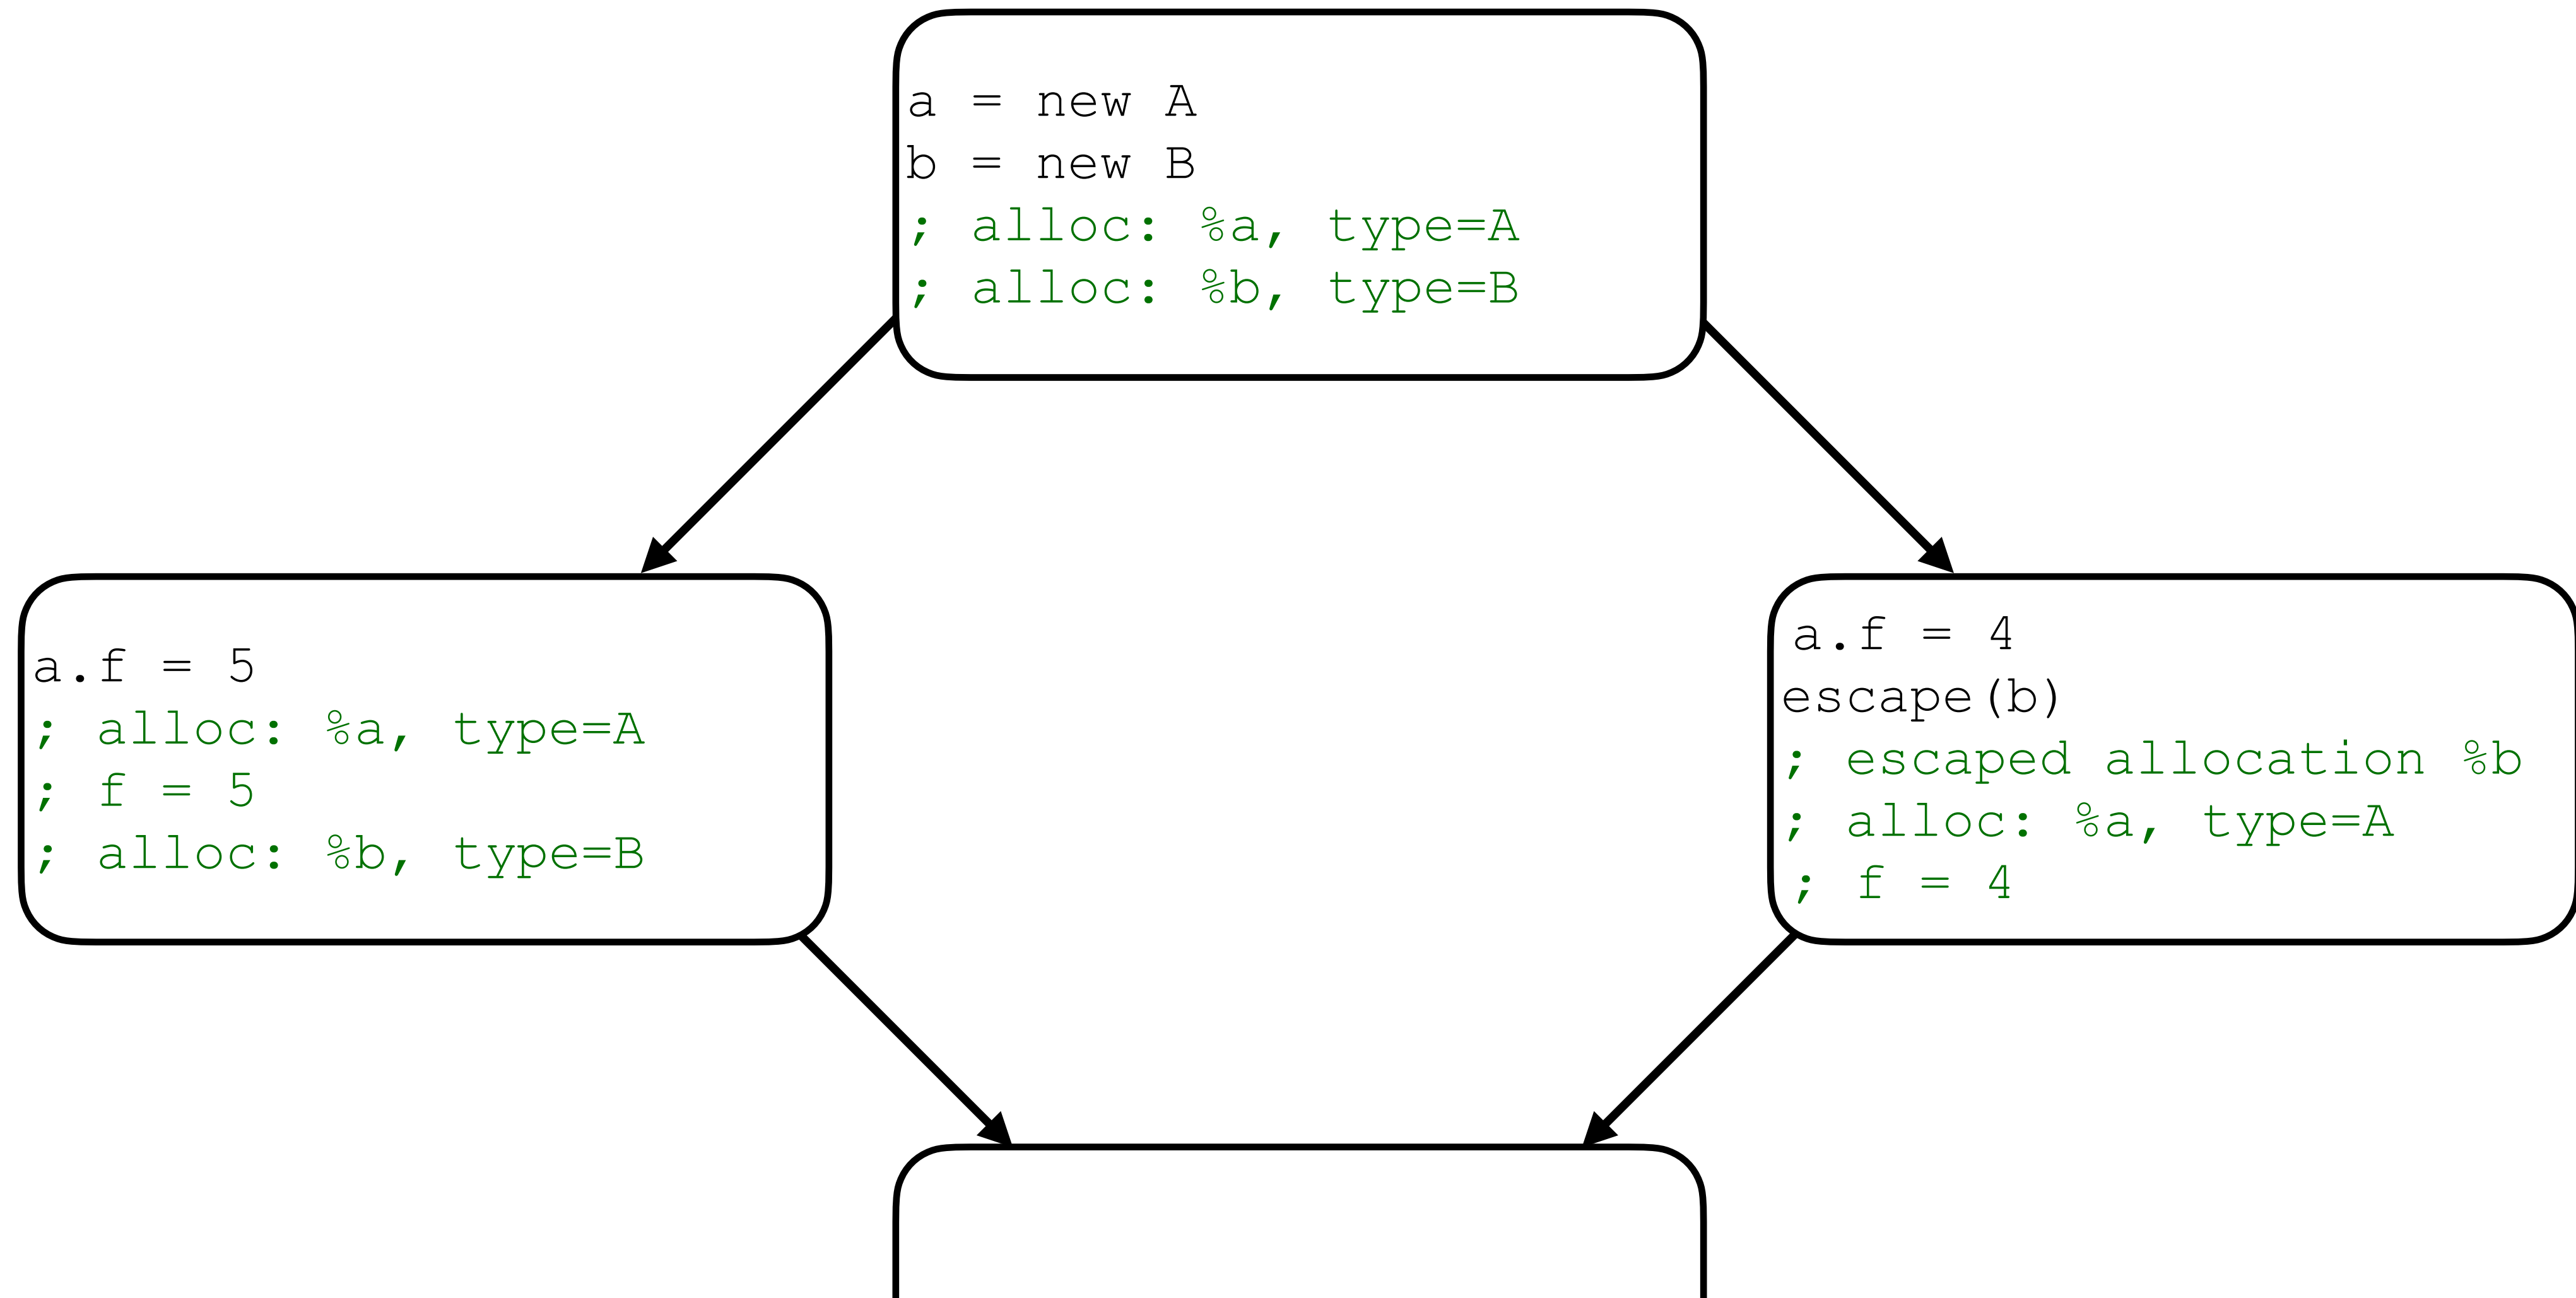 a = new A
b = new B
; alloc: %a, type=A
; alloc: %b, type=B
a.f = 5
; alloc: %a, type=A
; f = 5
; alloc: %b, type=B
a.f = 4
escape(b)
; escaped allocation %b
; alloc: %a, type=A
; f = 4